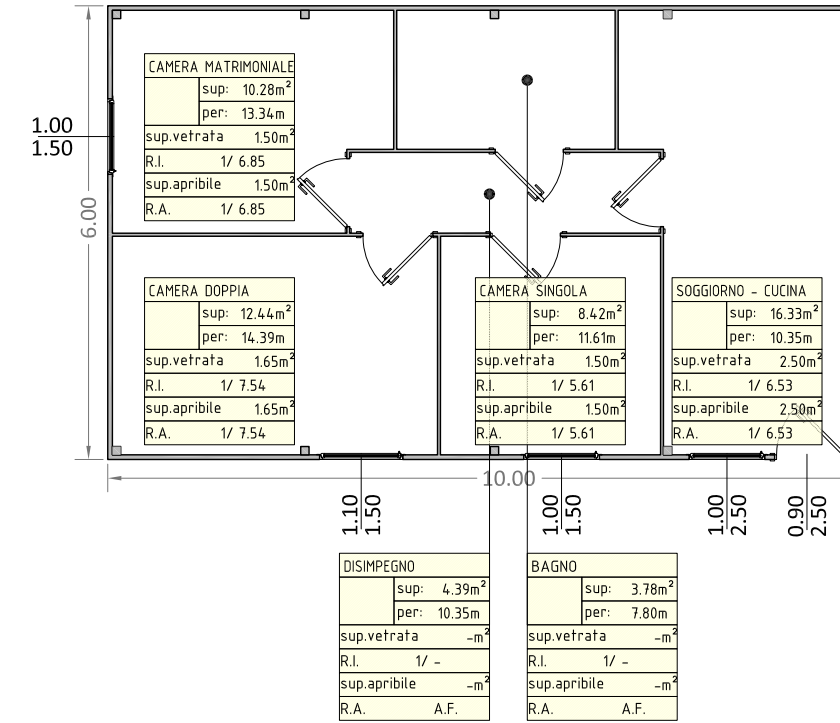 CAMERA MATRIMONIALE
sup: 10.28m²
per: 13.34m
sup.vetrata 1.50m²
R.I. 1/ 6.85
sup.apribile 1.50m²
R.A. 1/ 6.85
1.00
1.50
6.00
CAMERA DOPPIA
sup: 12.44m²
per: 14.39m
sup.vetrata 1.65m²
R.I. 1/ 7.54
sup.apribile 1.65m²
R.A. 1/ 7.54
CAMERA SINGOLA
sup: 8.42m²
per: 11.61m
sup.vetrata 1.50m²
R.I. 1/ 5.61
sup.apribile 1.50m²
R.A. 1/ 5.61
SOGGIORNO - CUCINA
sup: 16.33m²
per: 10.35m
sup.vetrata 2.50m²
R.I. 1/ 6.53
sup.apribile 2.50m²
R.A. 1/ 6.53
10.00
1.10
1.50
1.00
1.50
1.00
2.50
0.90
2.50
DISIMPEGNO
sup: 4.39m²
per: 10.35m
sup.vetrata -m²
R.I. 1/ -
sup.apribile -m²
R.A. A.F.
BAGNO
sup: 3.78m²
per: 7.80m
sup.vetrata -m²
R.I. 1/ -
sup.apribile -m²
R.A. A.F.